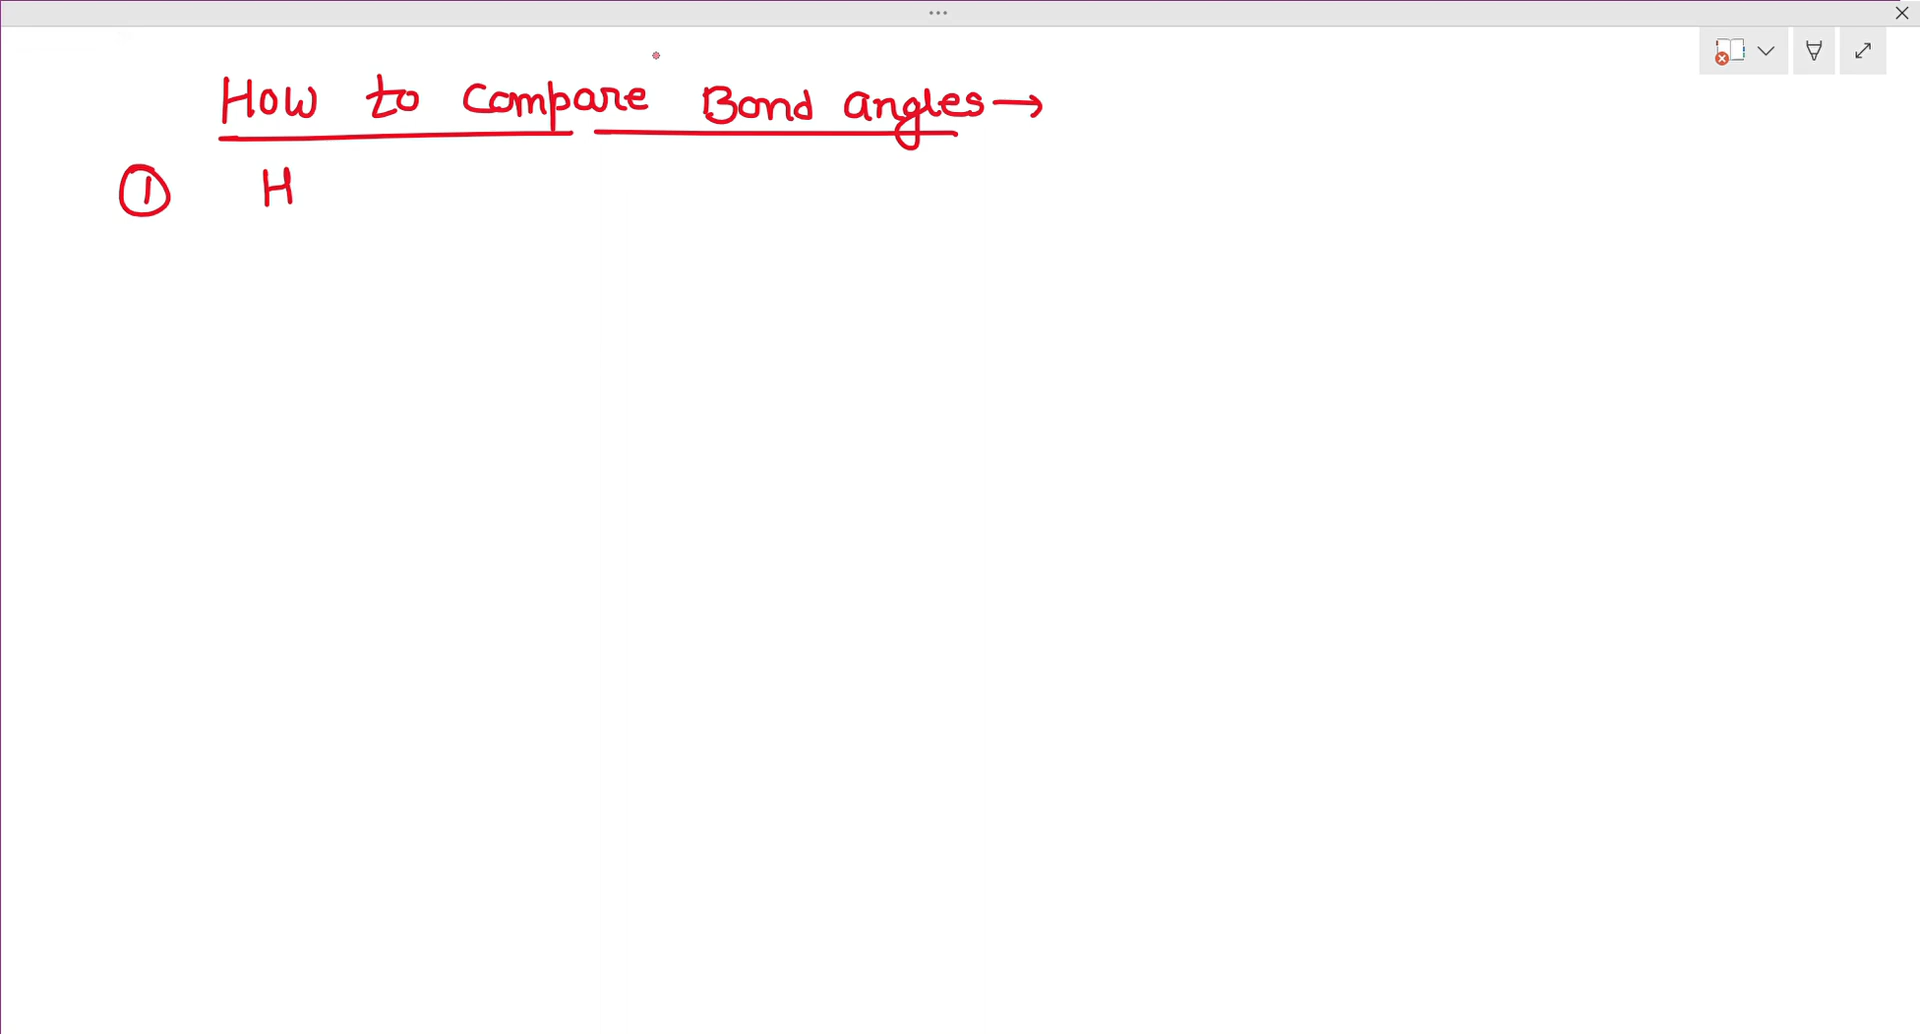 How to Compare Bond angles→
① H